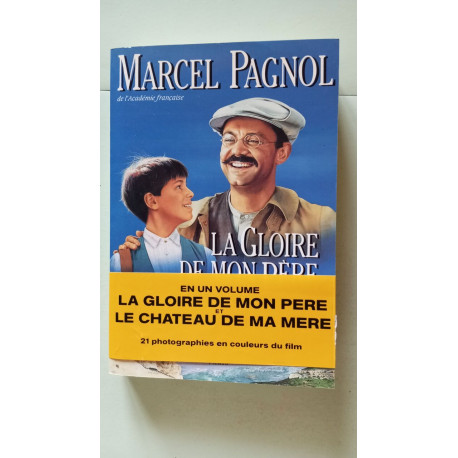 MARCEL PAGNOL
de l'Académie française
LA GLOIRE
DE MON PÈRE
EN UN VOLUME
LA GLOIRE DE MON PERE
ET
LE CHATEAU DE MA MERE
21 photographies en couleurs du film